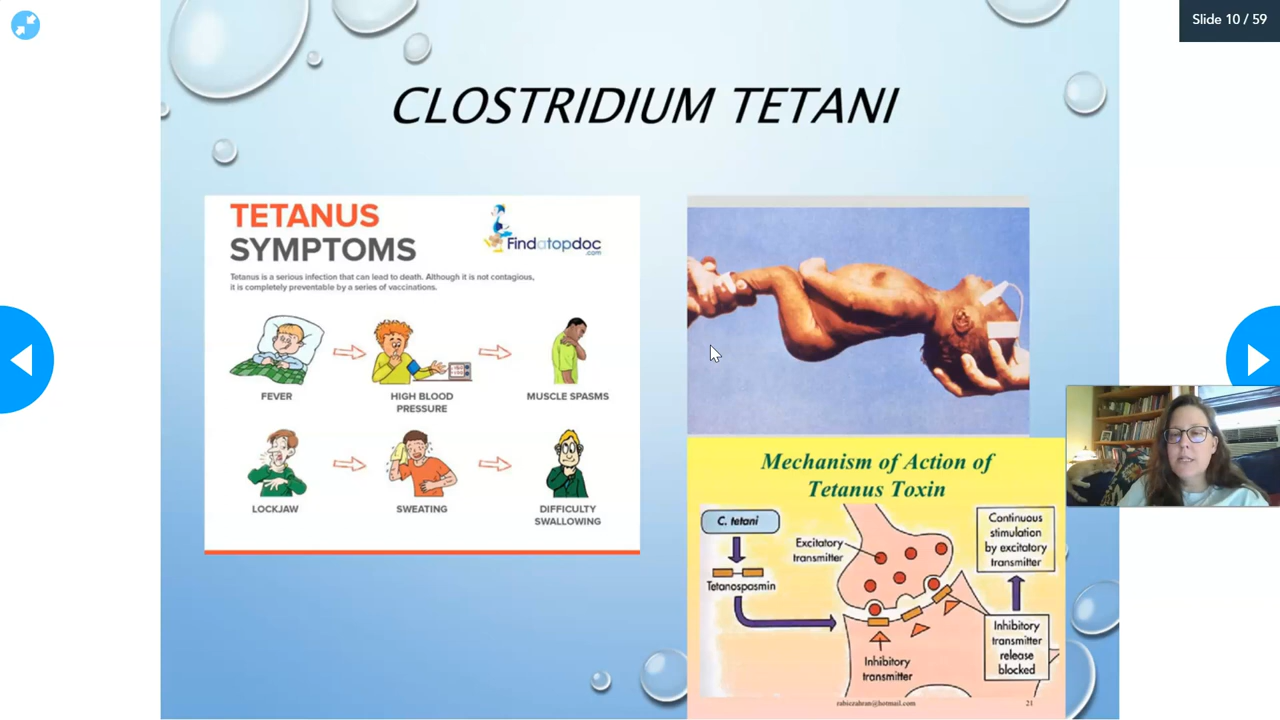 Slide 10 / 59
CLOSTRIDIUM TETANI
TETANUS
SYMPTOMS
Findatopdoc
.com
Tetanus is a serious infection that can lead to death. Although it is not contagious,
it is completely preventable by a series of vaccinations.
FEVER
HIGH BLOOD
PRESSURE
MUSCLE SPASMS
LOCKJAW
SWEATING
DIFFICULTY
SWALLOWING
Mechanism of Action of
Tetanus Toxin
C. tetani
Tetanospasmin
Excitatory
transmitter
Continuous
stimulation
by excitatory
transmitter
Inhibitory
transmitter
release
blocked
Inhibitory
transmitter
rabiezahran@hotmail.com
21